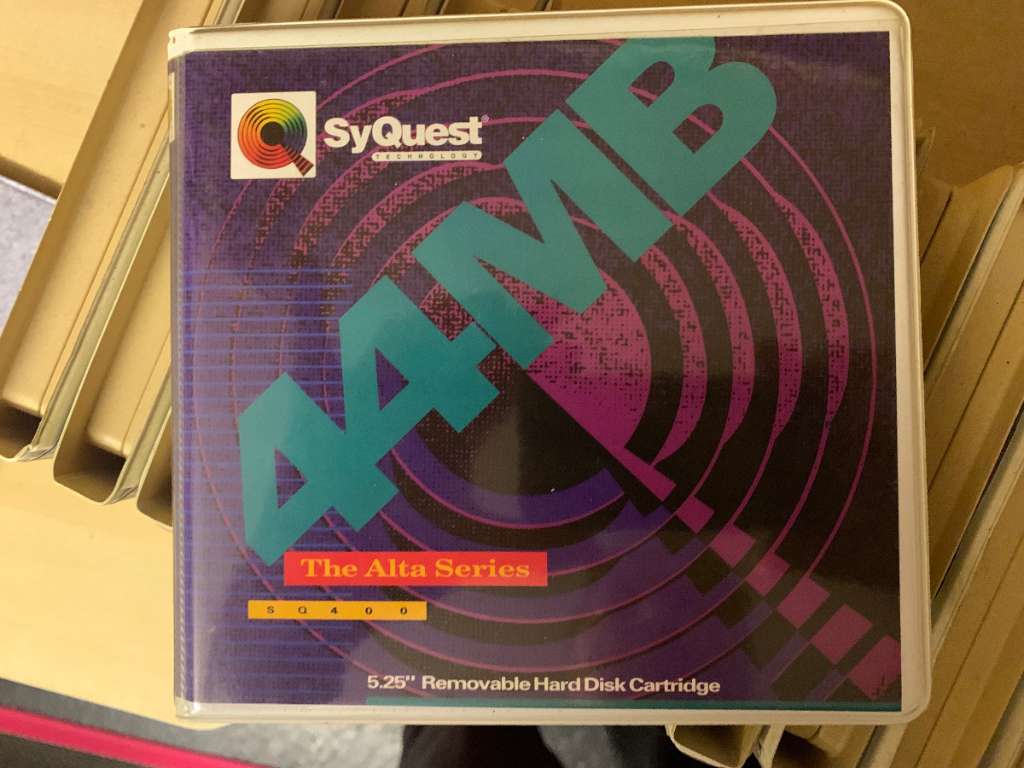 SyQuest®
TECHNOLOGY
44MB
The Alta Series
SQ400
5.25" Removable Hard Disk Cartridge